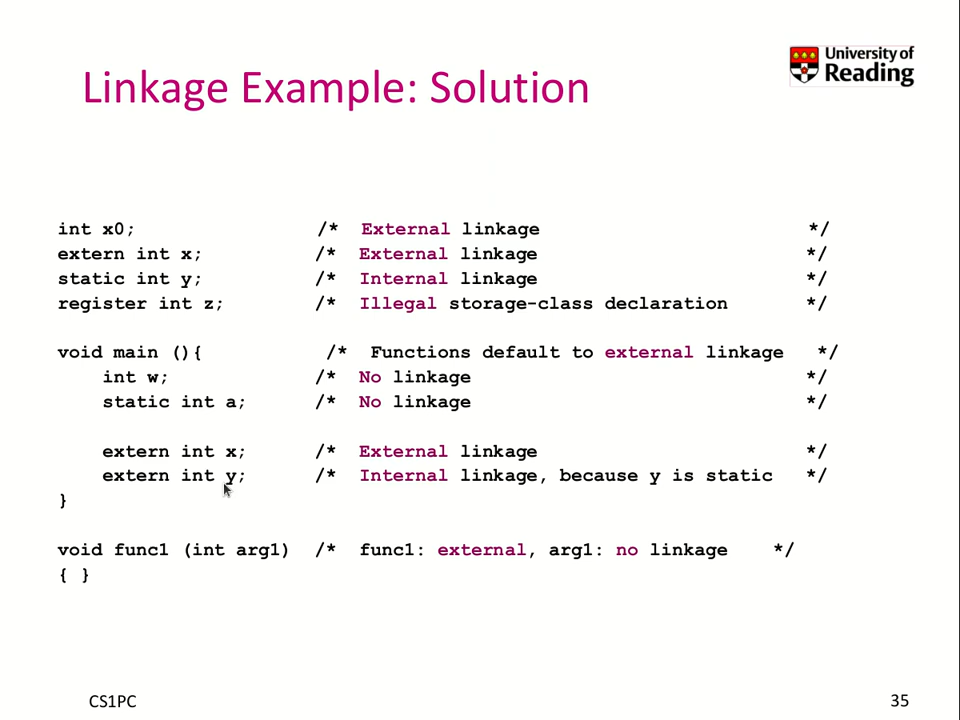 University of
Reading
Linkage Example: Solution
int x0; /* External linkage */
extern int x; /* External linkage */
static int y; /* Internal linkage */
register int z; /* Illegal storage-class declaration */
void main (){ /* Functions default to external linkage */
int w; /* No linkage */
static int a; /* No linkage */
extern int x; /* External linkage */
extern int y; /* Internal linkage, because y is static */
}
void func1 (int arg1) /* func1: external, arg1: no linkage */
{ }
CS1PC
35